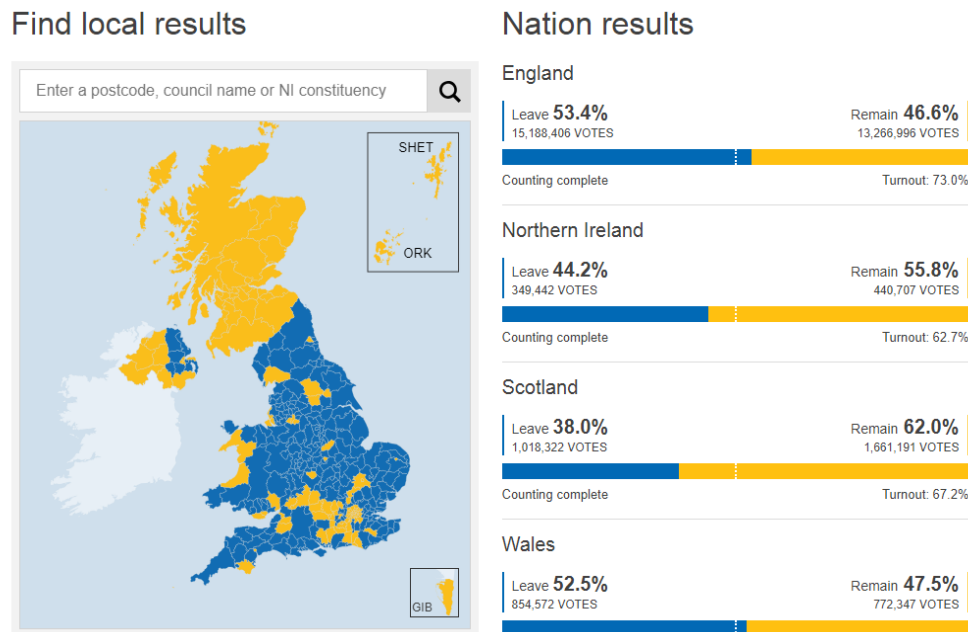 Find local results
Enter a postcode, council name or NI constituency
SHET
ORK
GIB
Nation results
England
Leave 53.4% Remain 46.6%
15,188,406 VOTES 13,266,996 VOTES
Counting complete Turnout: 73.0%
Northern Ireland
Leave 44.2% Remain 55.8%
349,442 VOTES 440,707 VOTES
Counting complete Turnout: 62.7%
Scotland
Leave 38.0% Remain 62.0%
1,018,322 VOTES 1,661,191 VOTES
Counting complete Turnout: 67.2%
Wales
Leave 52.5% Remain 47.5%
854,572 VOTES 772,347 VOTES